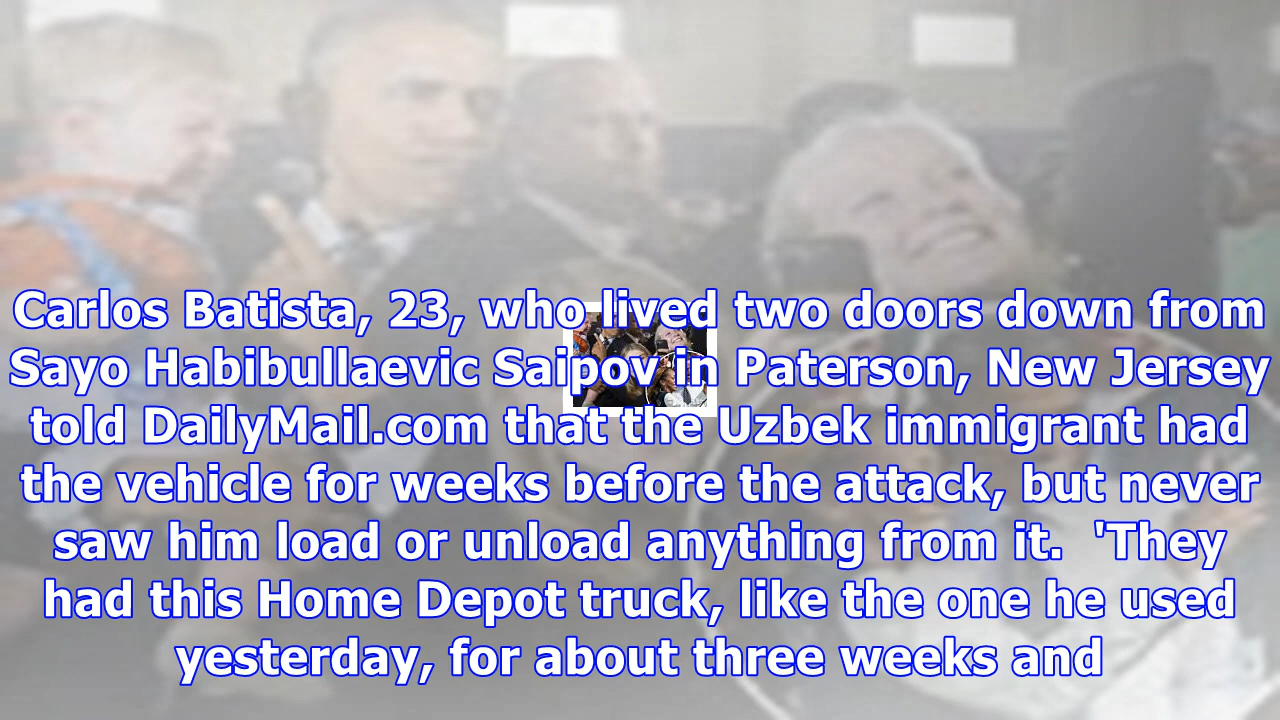 Carlos Batista, 23, who lived two doors down from
Sayo Habibullaevic Saipov in Paterson, New Jersey
told DailyMail.com that the Uzbek immigrant had
the vehicle for weeks before the attack, but never
saw him load or unload anything from it.  'They
had this Home Depot truck, like the one he used
yesterday, for about three weeks and